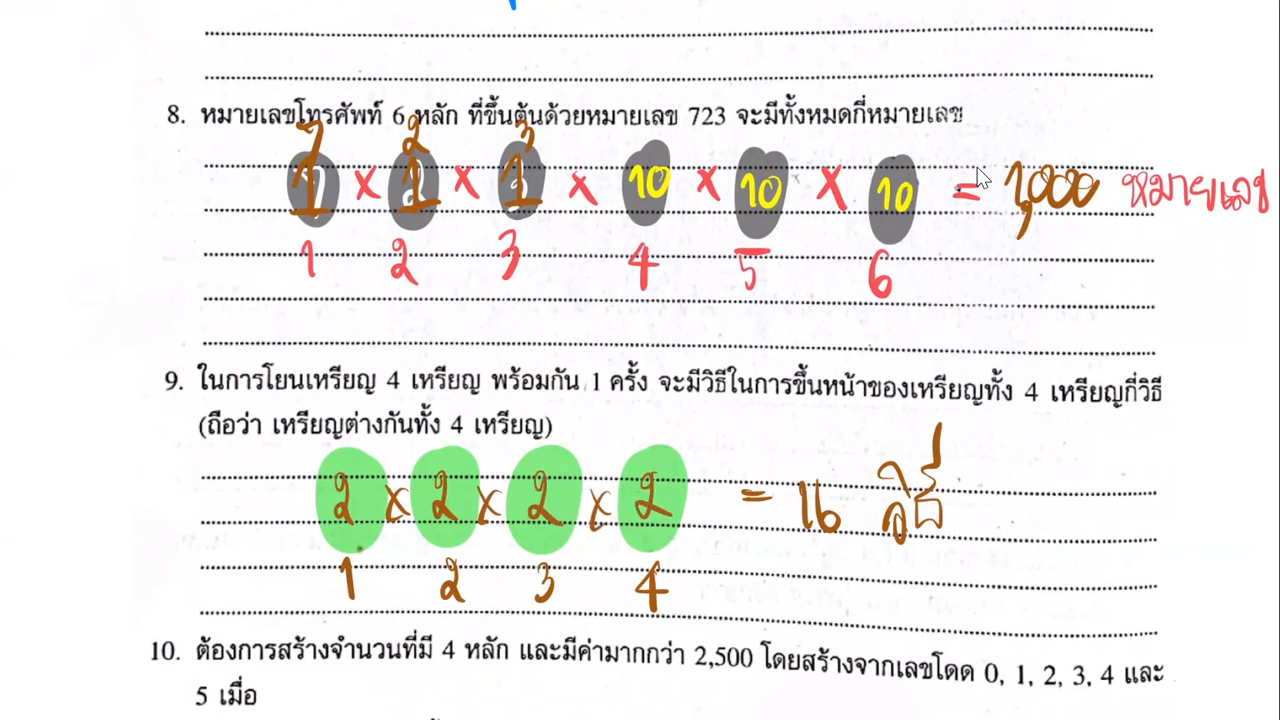 8. หมายเลขโทรศัพท์ 6 หลัก ที่ขึ้นต้นด้วยหมายเลข 723 จะมีทั้งหมดกี่หมายเลข
7 2 3
1 × 1 × 1 × 10 × 10 × 10 = 1,000 หมายเลข
1 2 3 4 5 6
9. ในการโยนเหรียญ 4 เหรียญ พร้อมกัน 1 ครั้ง จะมีวิธีในการขึ้นหน้าของเหรียญทั้ง 4 เหรียญกี่วิธี
(ถือว่า เหรียญต่างกันทั้ง 4 เหรียญ)
2 × 2 × 2 × 2 = 16 วิธี
1 2 3 4
10. ต้องการสร้างจำนวนที่มี 4 หลัก และมีค่ามากกว่า 2,500 โดยสร้างจากเลขโดด 0, 1, 2, 3, 4 และ
5 เมื่อ